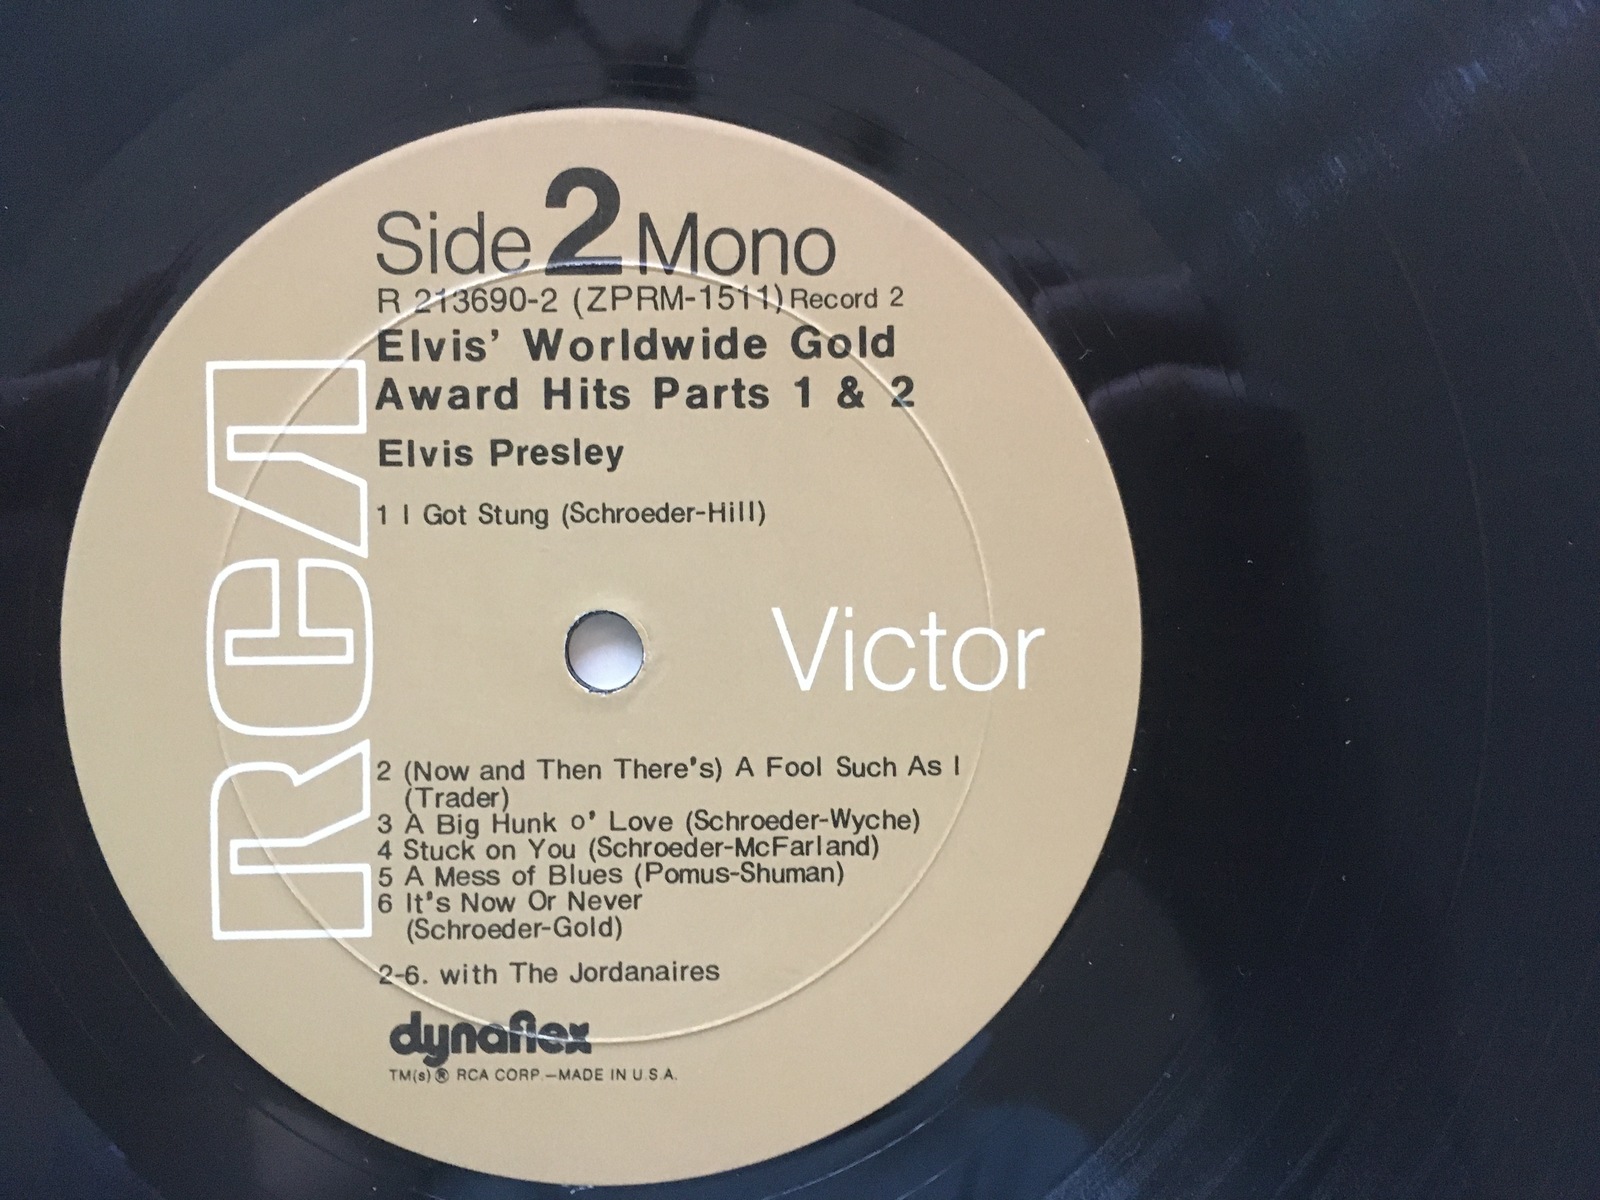 Side 2 Mono
R 213690-2 (ZPRM-1511) Record 2
Elvis' Worldwide Gold
Award Hits Parts 1 & 2
Elvis Presley
1 I Got Stung (Schroeder-Hill)
RCA
Victor
2 (Now and Then There's) A Fool Such As I
(Trader)
3 A Big Hunk o' Love (Schroeder-Wyche)
4 Stuck on You (Schroeder-McFarland)
5 A Mess of Blues (Pomus-Shuman)
6 It's Now Or Never
(Schroeder-Gold)
2-6. with The Jordanaires
dynaflex
TM(s) ® RCA CORP.—MADE IN U.S.A.